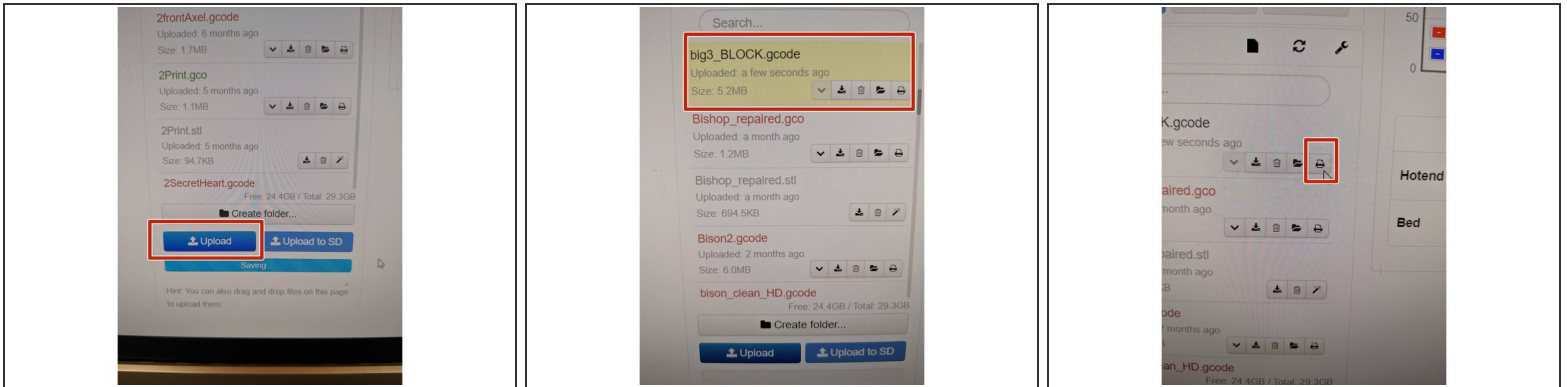 2frontAxel.gcode
Uploaded: 6 months ago
Size: 1.7MB
2Print.gco
Uploaded: 5 months ago
Size: 1.1MB
2Print.stl
Uploaded: 5 months ago
Size: 94.7KB
2SecretHeart.gcode
Free: 24.4GB / Total: 29.3GB
Create folder...
Upload
Upload to SD
Saving
Hint: You can also drag and drop files on this page
to upload them.
Search...
big3_BLOCK.gcode
Uploaded: a few seconds ago
Size: 5.2MB
Bishop_repaired.gco
Uploaded: a month ago
Size: 1.2MB
Bishop_repaired.stl
Uploaded: a month ago
Size: 694.5KB
Bison2.gcode
Uploaded: 2 months ago
Size: 6.0MB
bison_clean_HD.gcode
Free: 24.4GB / Total: 29.3GB
Create folder...
Upload
Upload to SD
50
0
...
K.gcode
ew seconds ago
aired.gco
month ago
aired.stl
month ago
KB
ode
months ago
an_HD.gcode
Free: 24.4GB / Total: 29.3GB
Hotend
Bed